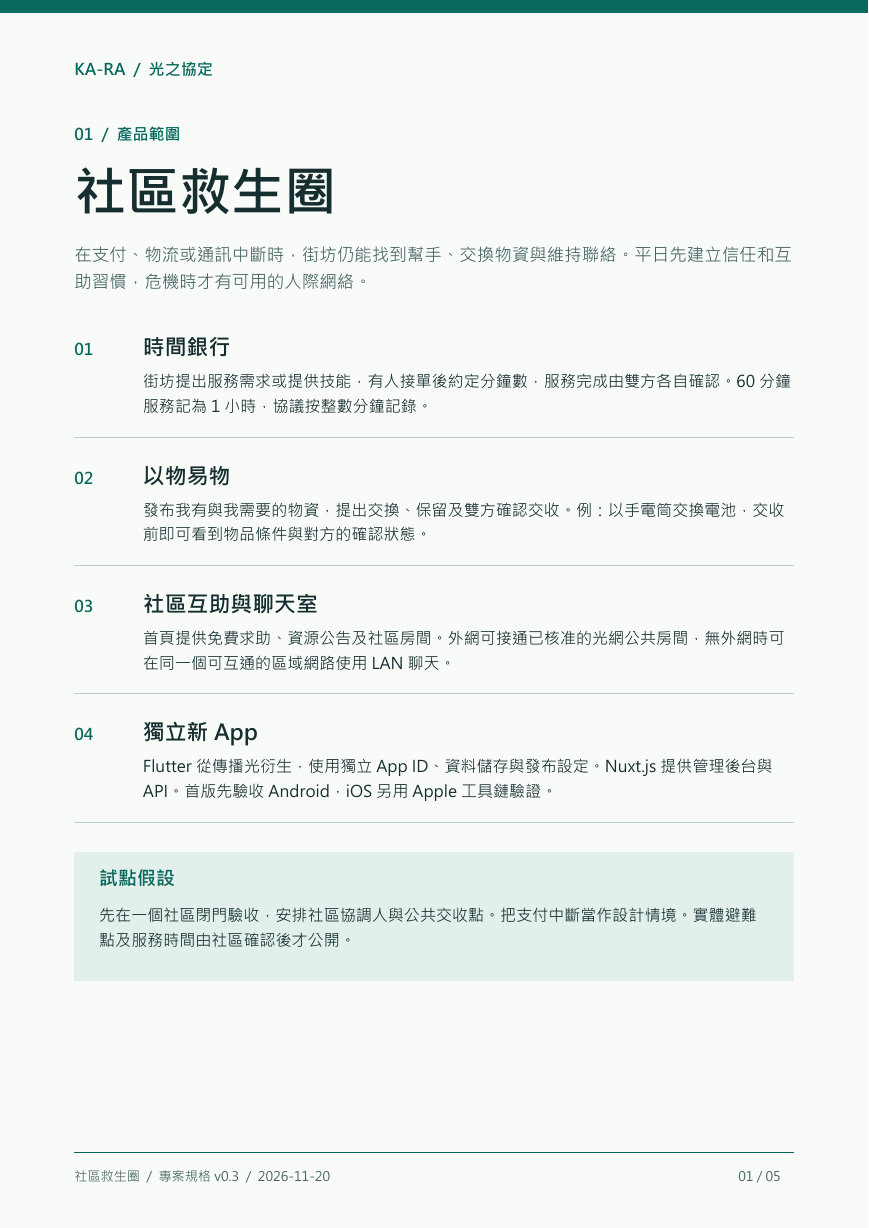 KA-RA / 光之協定
01 / 產品範圍
社區救生圈
在支付、物流或通訊中斷時，街坊仍能找到幫手、交換物資與維持聯絡。平日先建立信任和互
助習慣，危機時才有可用的人際網絡。
01
時間銀行
街坊提出服務需求或提供技能，有人接單後約定分鐘數，服務完成由雙方各自確認。60 分鐘
服務記為 1 小時，協議按整數分鐘記錄。
02
以物易物
發布我有與我需要的物資，提出交換、保留及雙方確認交收。例：以手電筒交換電池，交收
前即可看到物品條件與對方的確認狀態。
03
社區互助與聊天室
首頁提供免費求助、資源公告及社區房間。外網可接通已核准的光網公共房間，無外網時可
在同一個可互通的區域網路使用 LAN 聊天。
04
獨立新 App
Flutter 從傳播光衍生，使用獨立 App ID、資料儲存與發布設定。Nuxt.js 提供管理後台與
API。首版先驗收 Android，iOS 另用 Apple 工具鏈驗證。
試點假設
先在一個社區閉門驗收，安排社區協調人與公共交收點。把支付中斷當作設計情境。實體避難
點及服務時間由社區確認後才公開。
社區救生圈 / 專案規格 v0.3 / 2026-11-20
01 / 05